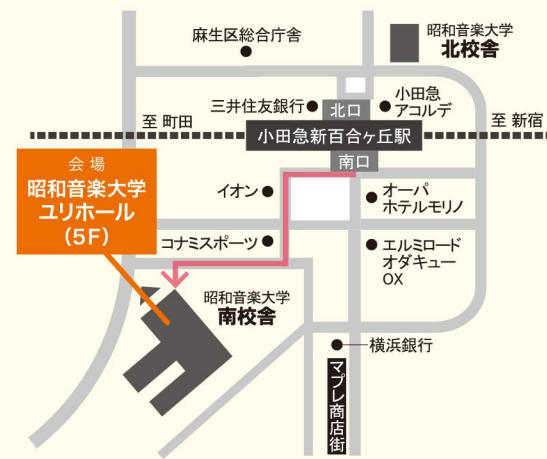 麻生区総合庁舎
昭和音楽大学
北校舎
三井住友銀行
北口
小田急
アコルデ
至 町田
小田急新百合ヶ丘駅
至 新宿
南口
会場
昭和音楽大学
ユリホール
(5F)
イオン
オーパ
ホテルモリノ
コナミスポーツ
エルミロード
オダキュー
OX
昭和音楽大学
南校舎
横浜銀行
マプレ商店街